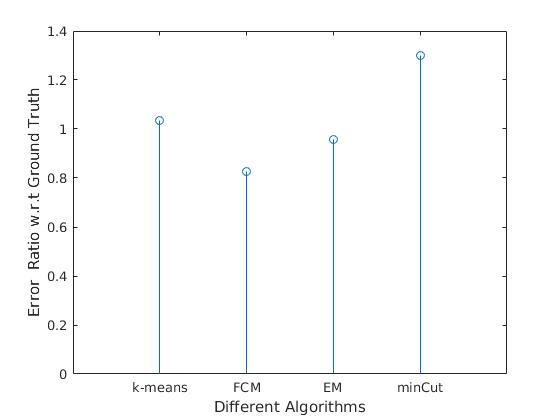 1.4
1.2
1
0.8
0.6
0.4
0.2
0
Error Ratio w.r.t Ground Truth
k-means FCM EM minCut
Different Algorithms